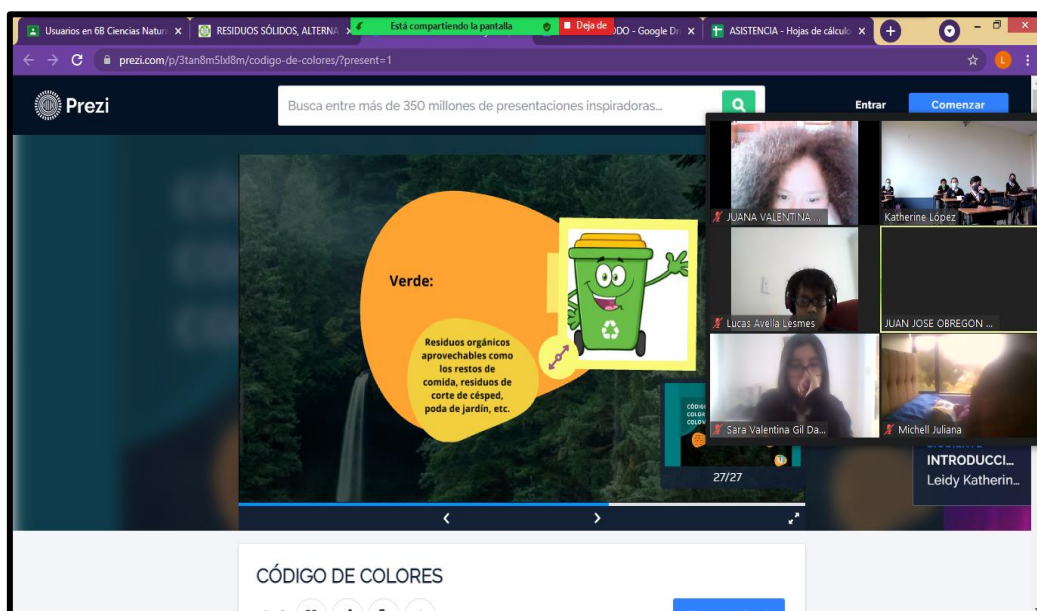 Usuarios en 6B Ciencias Natur
RESIDUOS SÓLIDOS, ALTERNA
Está compartiendo la pantalla
Deja de
DO - Google Dri
ASISTENCIA - Hojas de cálculo
prezi.com/p/3tan8m5lxl8m/codigo-de-colores/?present=1
L
Prezi
Busca entre más de 350 millones de presentaciones inspiradoras...
Entrar
Comenzar
JUANA VALENTINA ...
Katherine López
Lucas Avella Lesmes
JUAN JOSE OBREGON ...
Sara Valentina Gil Da...
Michell Juliana
Verde:
Residuos orgánicos
aprovechables como
los restos de
comida, residuos de
corte de césped,
poda de jardín, etc.
27/27
INTRODUCCI...
Leidy Katherin...
CÓDIGO DE COLORES